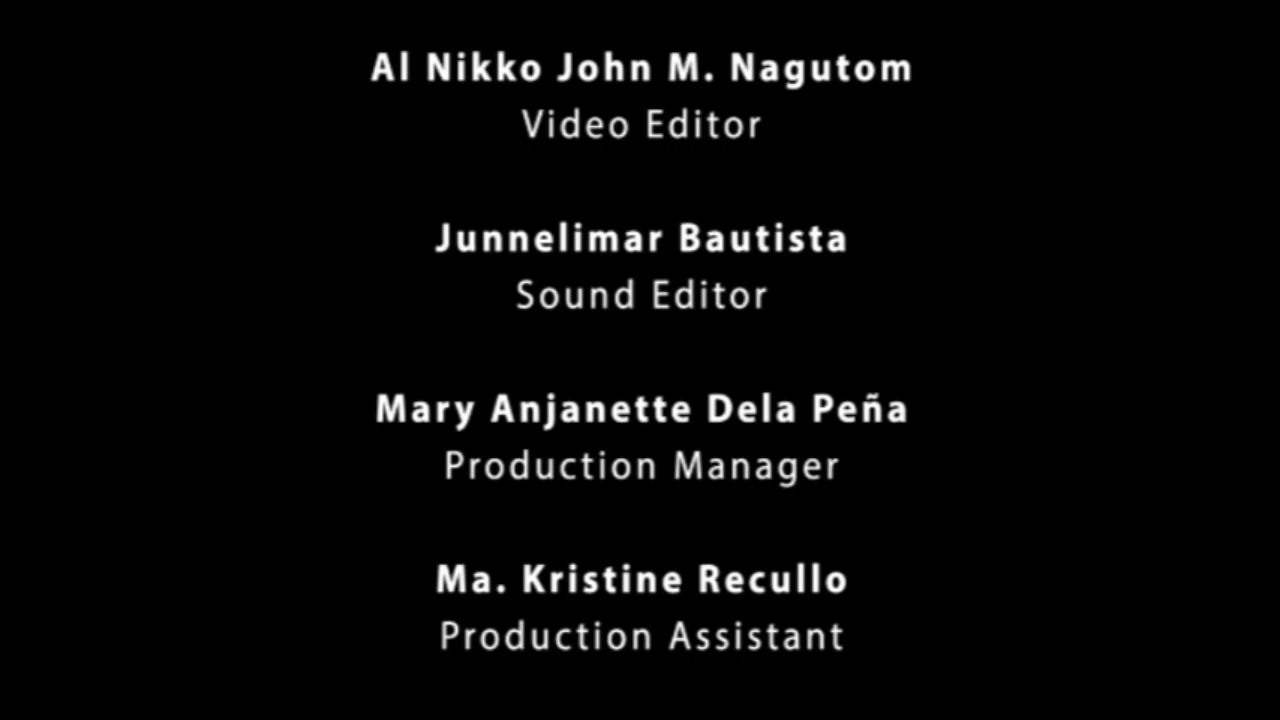 Al Nikko John M. Nagutom
Video Editor
Junnelimar Bautista
Sound Editor
Mary Anjanette Dela Peña
Production Manager
Ma. Kristine Recullo
Production Assistant